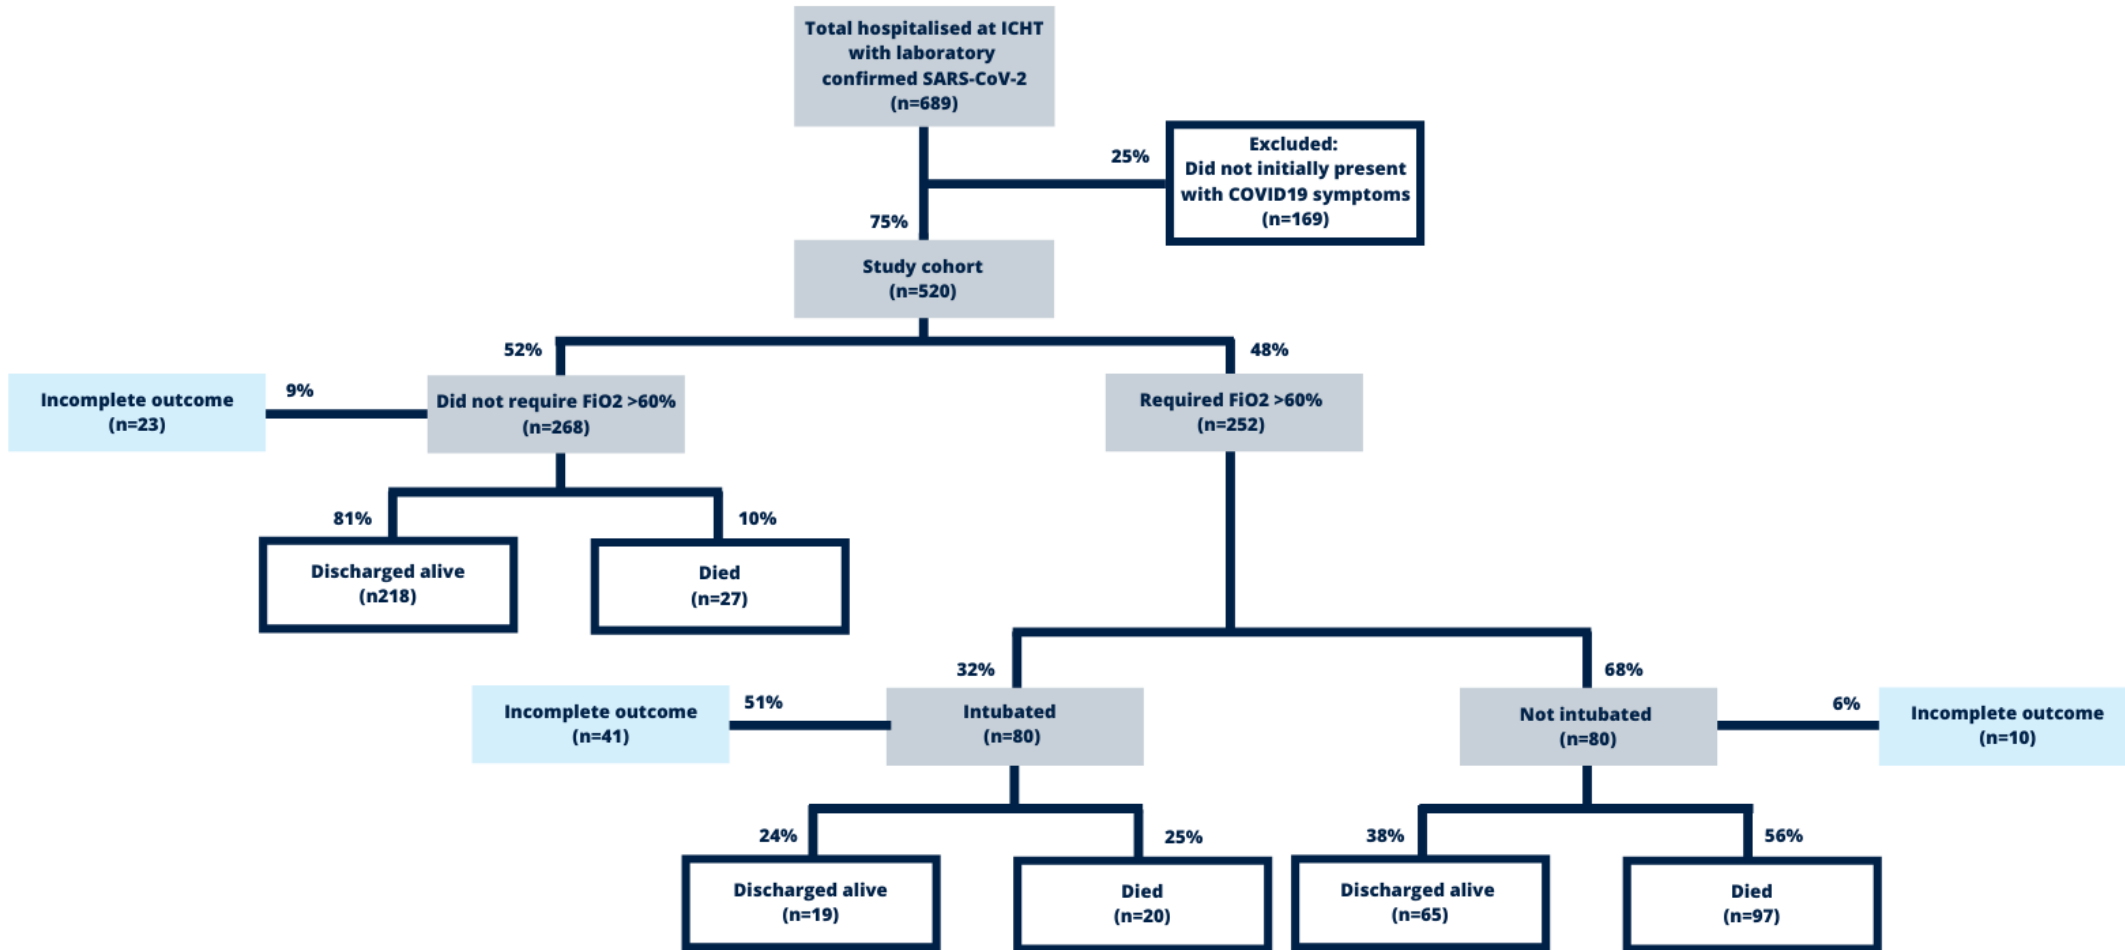 Total hospitalised at ICHT
with laboratory
confirmed SARS-CoV-2
(n=689)
25%
Excluded:
Did not initially present
with COVID19 symptoms
(n=169)
75%
Study cohort
(n=520)
52%
48%
Incomplete outcome
(n=23)
9%
Did not require FiO2 >60%
(n=268)
Required FiO2 >60%
(n=252)
81%
10%
Discharged alive
(n218)
Died
(n=27)
32%
68%
Incomplete outcome
(n=41)
51%
Intubated
(n=80)
Not intubated
(n=80)
6%
Incomplete outcome
(n=10)
24%
25%
38%
56%
Discharged alive
(n=19)
Died
(n=20)
Discharged alive
(n=65)
Died
(n=97)